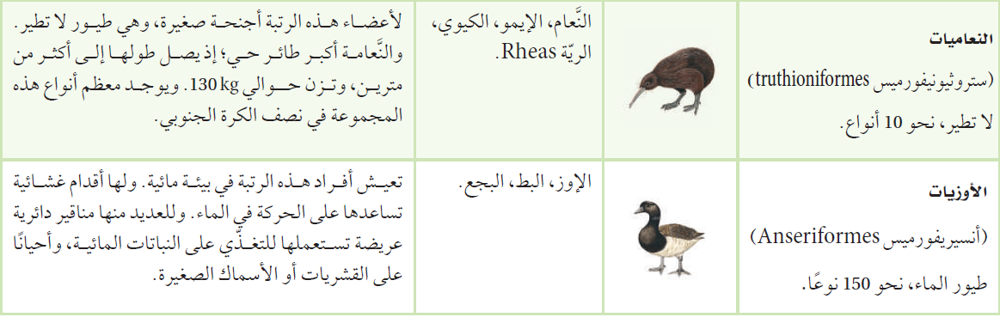 النعاميات
(ستروثيونيفورميس truthioniformes)
لا تطير، نحو 10 أنواع.
النَّعام، الإيمو، الكيوي،
الريّة Rheas.
لأعضاء هذه الرتبة أجنحة صغيرة، وهي طيور لا تطير.
والنَّعامة أكبر طائر حي؛ إذ يصل طولها إلى أكثر من
مترين، وتزن حوالي 130 kg. ويوجد معظم أنواع هذه
المجموعة في نصف الكرة الجنوبي.
الأوزيات
(أنسيريفورميس Anseriformes)
طيور الماء، نحو 150 نوعًا.
الإوز، البط، البجع.
تعيش أفراد هذه الرتبة في بيئة مائية. ولها أقدام غشائية
تساعدها على الحركة في الماء. وللعديد منها مناقير دائرية
عريضة تستعملها للتغذّي على النباتات المائية، وأحيانًا
على القشريات أو الأسماك الصغيرة.